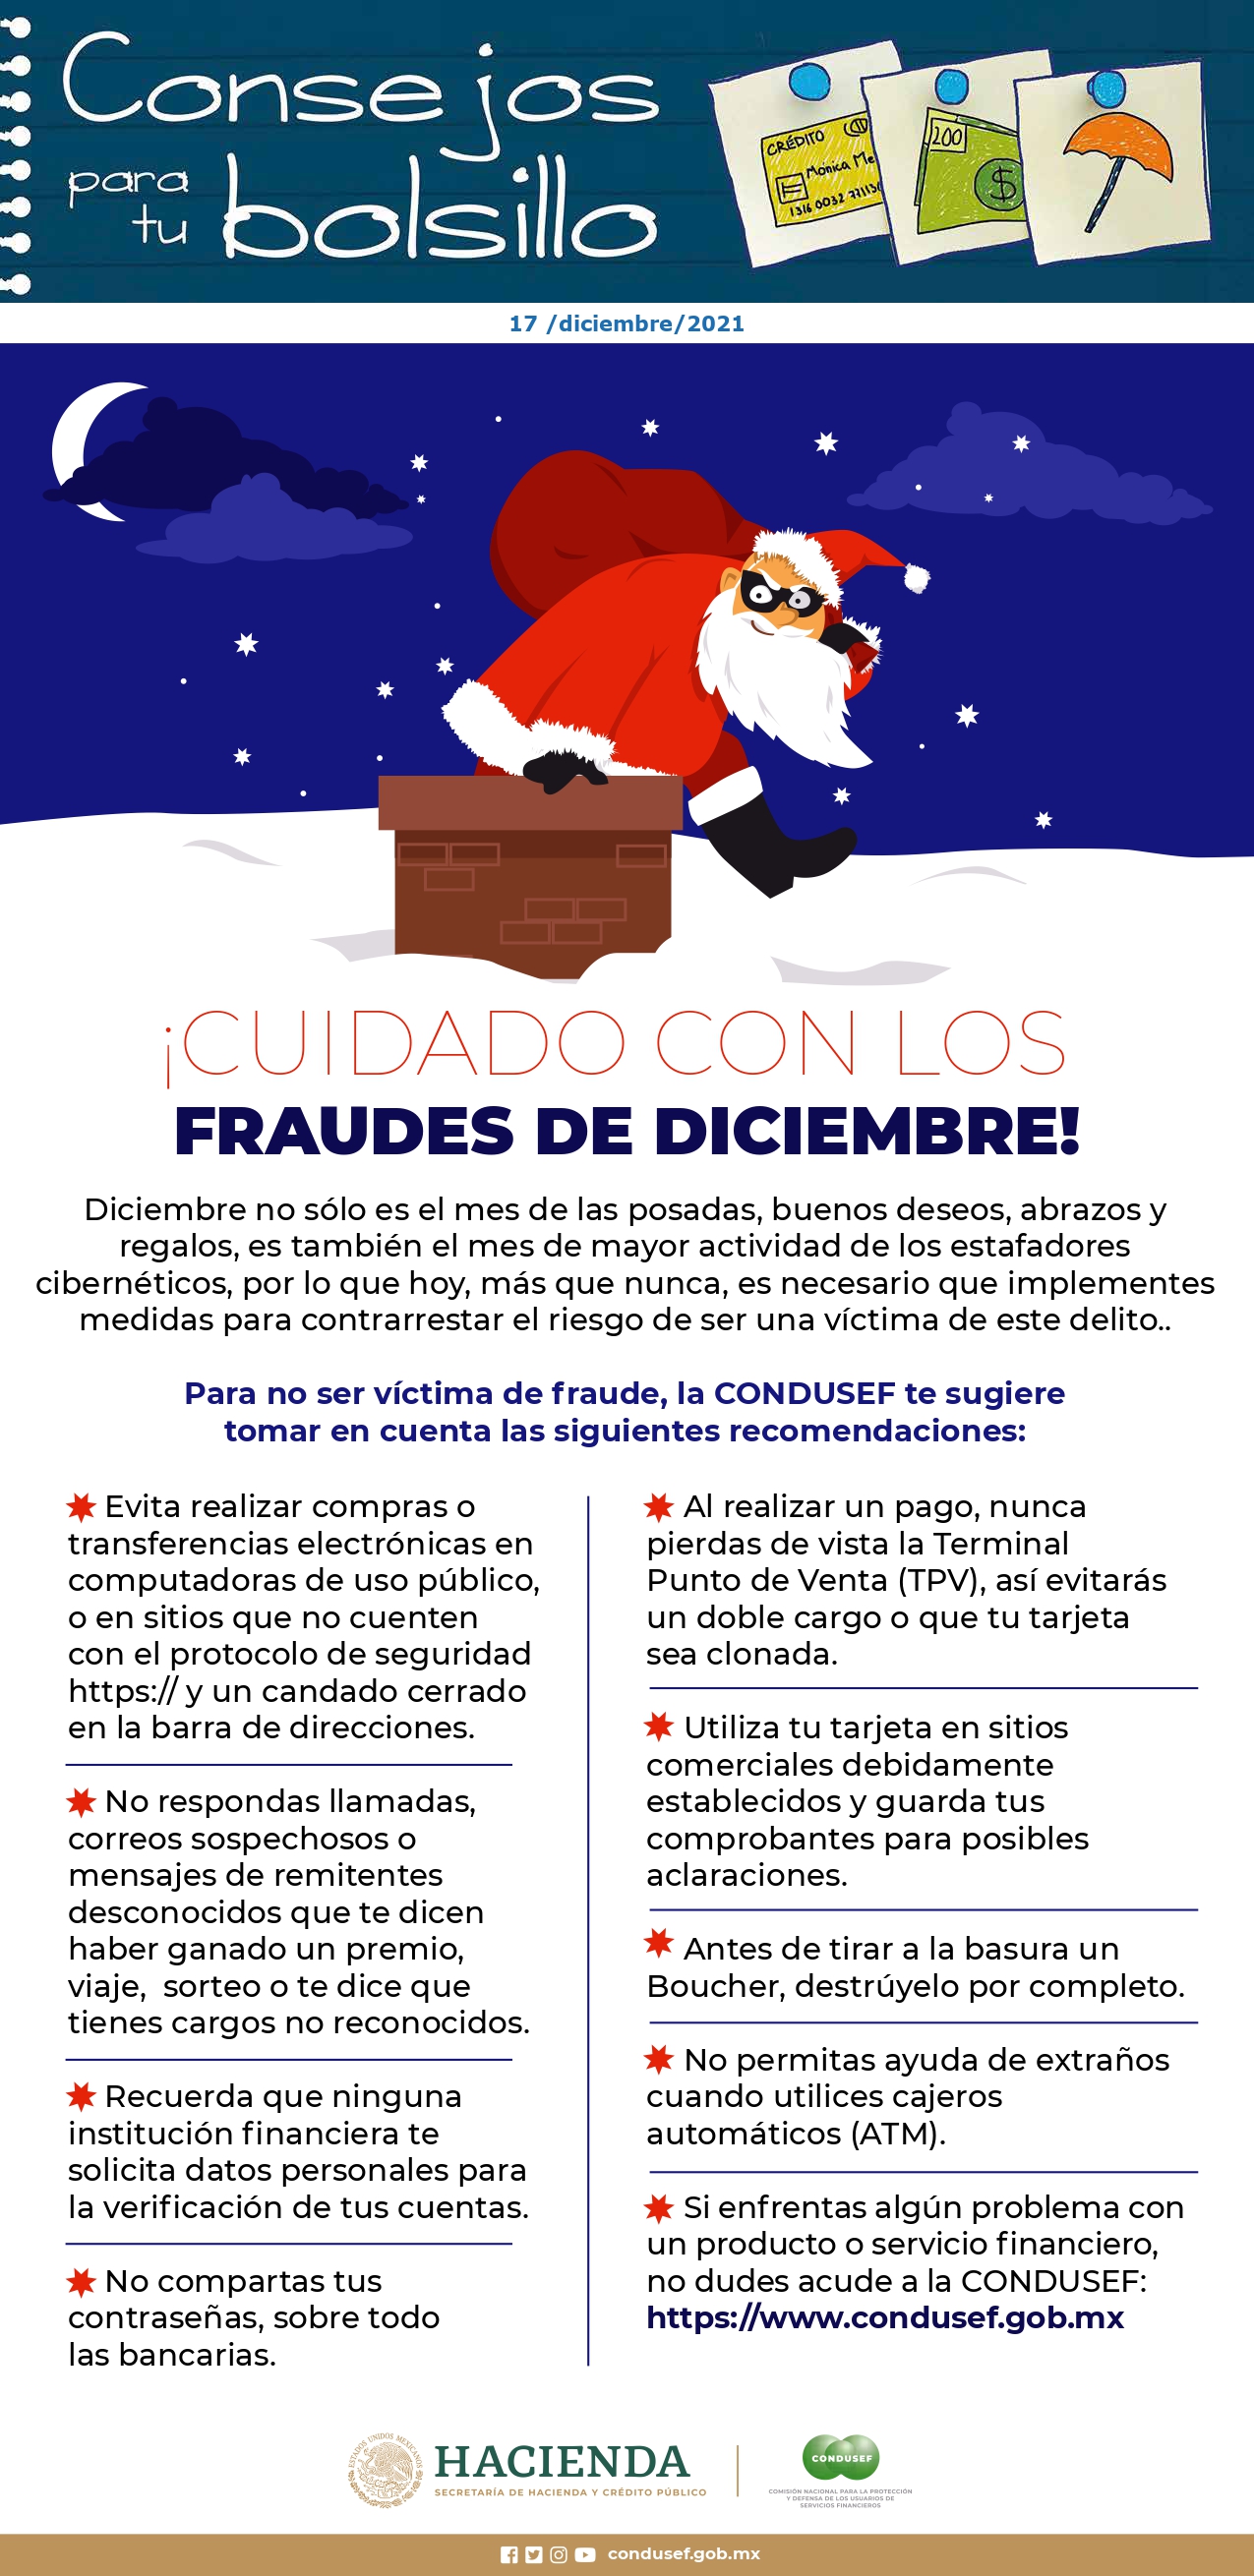 Consejos
para
tu bolsillo
CRÉDITO
Mónica Me
1316 0032 77113
200
$
17 /diciembre/2021
¡CUIDADO CON LOS
FRAUDES DE DICIEMBRE!
Diciembre no sólo es el mes de las posadas, buenos deseos, abrazos y
regalos, es también el mes de mayor actividad de los estafadores
cibernéticos, por lo que hoy, más que nunca, es necesario que implementes
medidas para contrarrestar el riesgo de ser una víctima de este delito..
Para no ser víctima de fraude, la CONDUSEF te sugiere
tomar en cuenta las siguientes recomendaciones:
Evita realizar compras o
transferencias electrónicas en
computadoras de uso público,
o en sitios que no cuenten
con el protocolo de seguridad
https:// y un candado cerrado
en la barra de direcciones.
No respondas llamadas,
correos sospechosos o
mensajes de remitentes
desconocidos que te dicen
haber ganado un premio,
viaje, sorteo o te dice que
tienes cargos no reconocidos.
Recuerda que ninguna
institución financiera te
solicita datos personales para
la verificación de tus cuentas.
No compartas tus
contraseñas, sobre todo
las bancarias.
Al realizar un pago, nunca
pierdas de vista la Terminal
Punto de Venta (TPV), así evitarás
un doble cargo o que tu tarjeta
sea clonada.
Utiliza tu tarjeta en sitios
comerciales debidamente
establecidos y guarda tus
comprobantes para posibles
aclaraciones.
Antes de tirar a la basura un
Boucher, destrúyelo por completo.
No permitas ayuda de extraños
cuando utilices cajeros
automáticos (ATM).
Si enfrentas algún problema con
un producto o servicio financiero,
no dudes acude a la CONDUSEF:
https://www.condusef.gob.mx
ESTADOS UNIDOS MEXICANOS
HACIENDA
SECRETARÍA DE HACIENDA Y CRÉDITO PÚBLICO
CONDUSEF
COMISIÓN NACIONAL PARA LA PROTECCIÓN
Y DEFENSA DE LOS USUARIOS DE
SERVICIOS FINANCIEROS
condusef.gob.mx